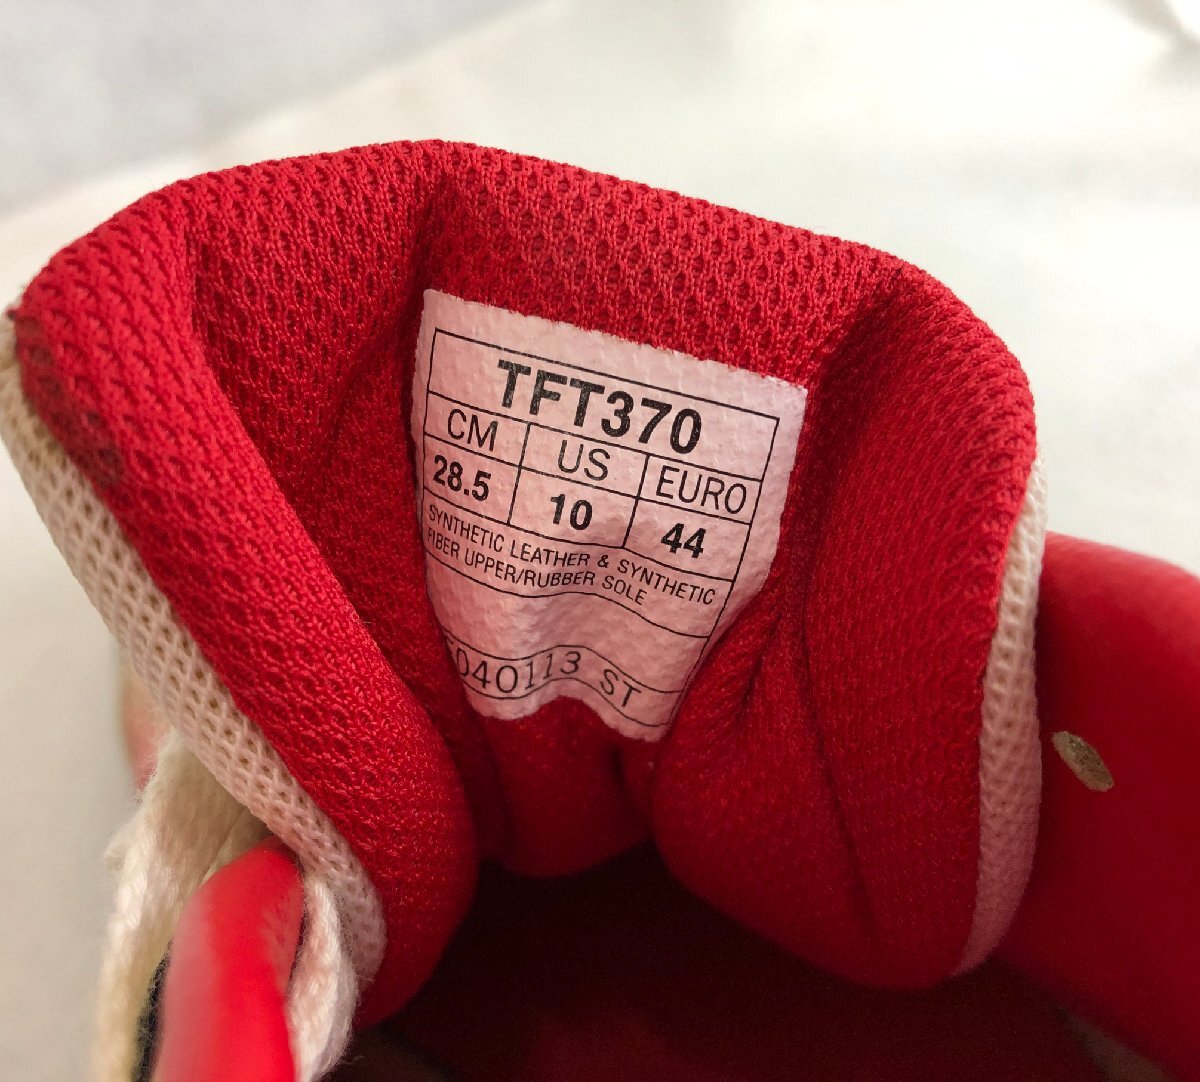 TFT370
CM US EURO
28.5 10 44
SYNTHETIC LEATHER & SYNTHETIC
FIBER UPPER/RUBBER SOLE
040113 ST